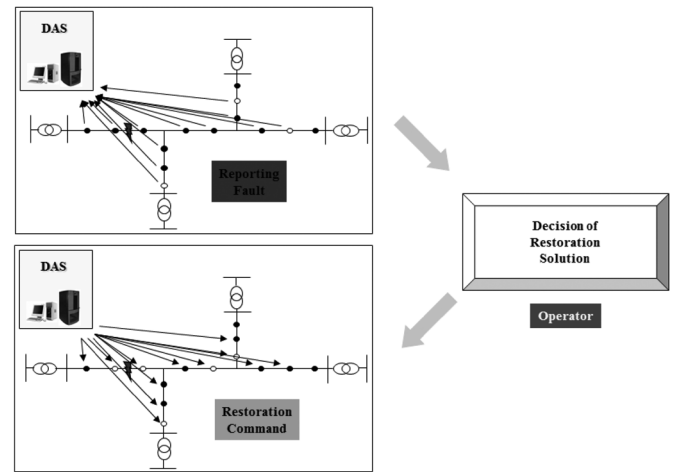 DAS
Reporting
Fault
Decision of
Restoration
Solution
Operator
DAS
Restoration
Command